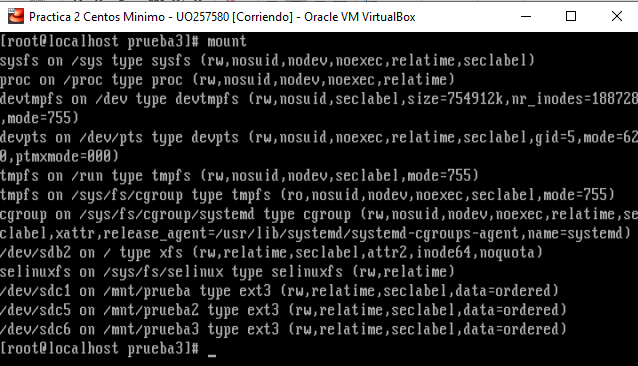 Practica 2 Centos Minimo - UO257580 [Corriendo] - Oracle VM VirtualBox
[root@localhost prueba3]# mount
sysfs on /sys type sysfs (rw,nosuid,nodev,noexec,relatime,seclabel)
proc on /proc type proc (rw,nosuid,nodev,noexec,relatime)
devtmpfs on /dev type devtmpfs (rw,nosuid,seclabel,size=754912k,nr_inodes=188728
,mode=755)
devpts on /dev/pts type devpts (rw,nosuid,noexec,relatime,seclabel,gid=5,mode=62
0,ptmxmode=000)
tmpfs on /run type tmpfs (rw,nosuid,nodev,seclabel,mode=755)
tmpfs on /sys/fs/cgroup type tmpfs (ro,nosuid,nodev,noexec,seclabel,mode=755)
cgroup on /sys/fs/cgroup/systemd type cgroup (rw,nosuid,nodev,noexec,relatime,se
clabel,xattr,release_agent=/usr/lib/systemd/systemd-cgroups-agent,name=systemd)
/dev/sdb2 on / type xfs (rw,relatime,seclabel,attr2,inode64,noquota)
selinuxfs on /sys/fs/selinux type selinuxfs (rw,relatime)
/dev/sdc1 on /mnt/prueba type ext3 (rw,relatime,seclabel,data=ordered)
/dev/sdc5 on /mnt/prueba2 type ext3 (rw,relatime,seclabel,data=ordered)
/dev/sdc6 on /mnt/prueba3 type ext3 (rw,relatime,seclabel,data=ordered)
[root@localhost prueba3]# _